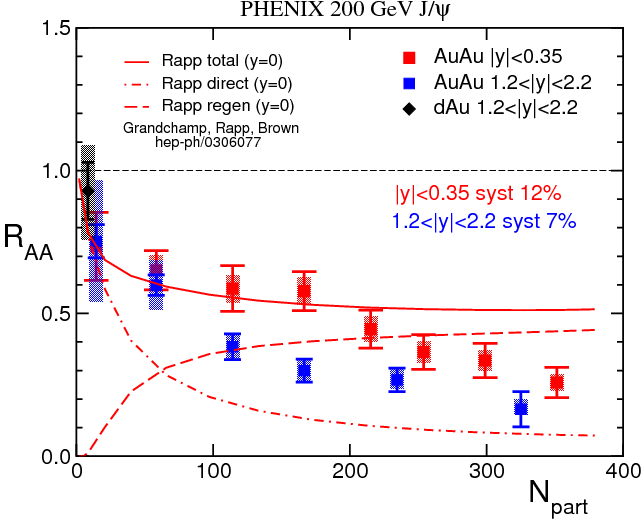 PHENIX 200 GeV J/ψ
1.5
1.0
0.5
0.0
R_AA
Rapp total (y=0)
Rapp direct (y=0)
Rapp regen (y=0)
Grandchamp, Rapp, Brown
hep-ph/0306077
AuAu |y|<0.35
AuAu 1.2<|y|<2.2
dAu 1.2<|y|<2.2
|y|<0.35 syst 12%
1.2<|y|<2.2 syst 7%
0
100
200
300
400
N_part